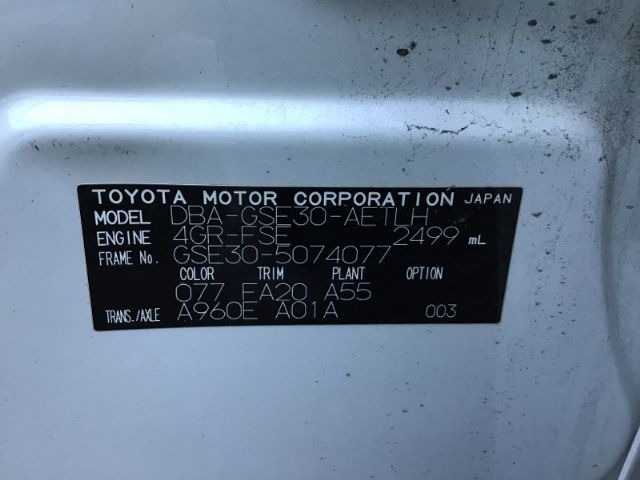 TOYOTA MOTOR CORPORATION JAPAN
MODEL DBA-GSE30-AETLH
ENGINE 4GR-FSE 2499 mL
FRAME No. GSE30-5074077
COLOR TRIM PLANT OPTION
077 EA20 A55
TRANS./AXLE A960E A01A 003